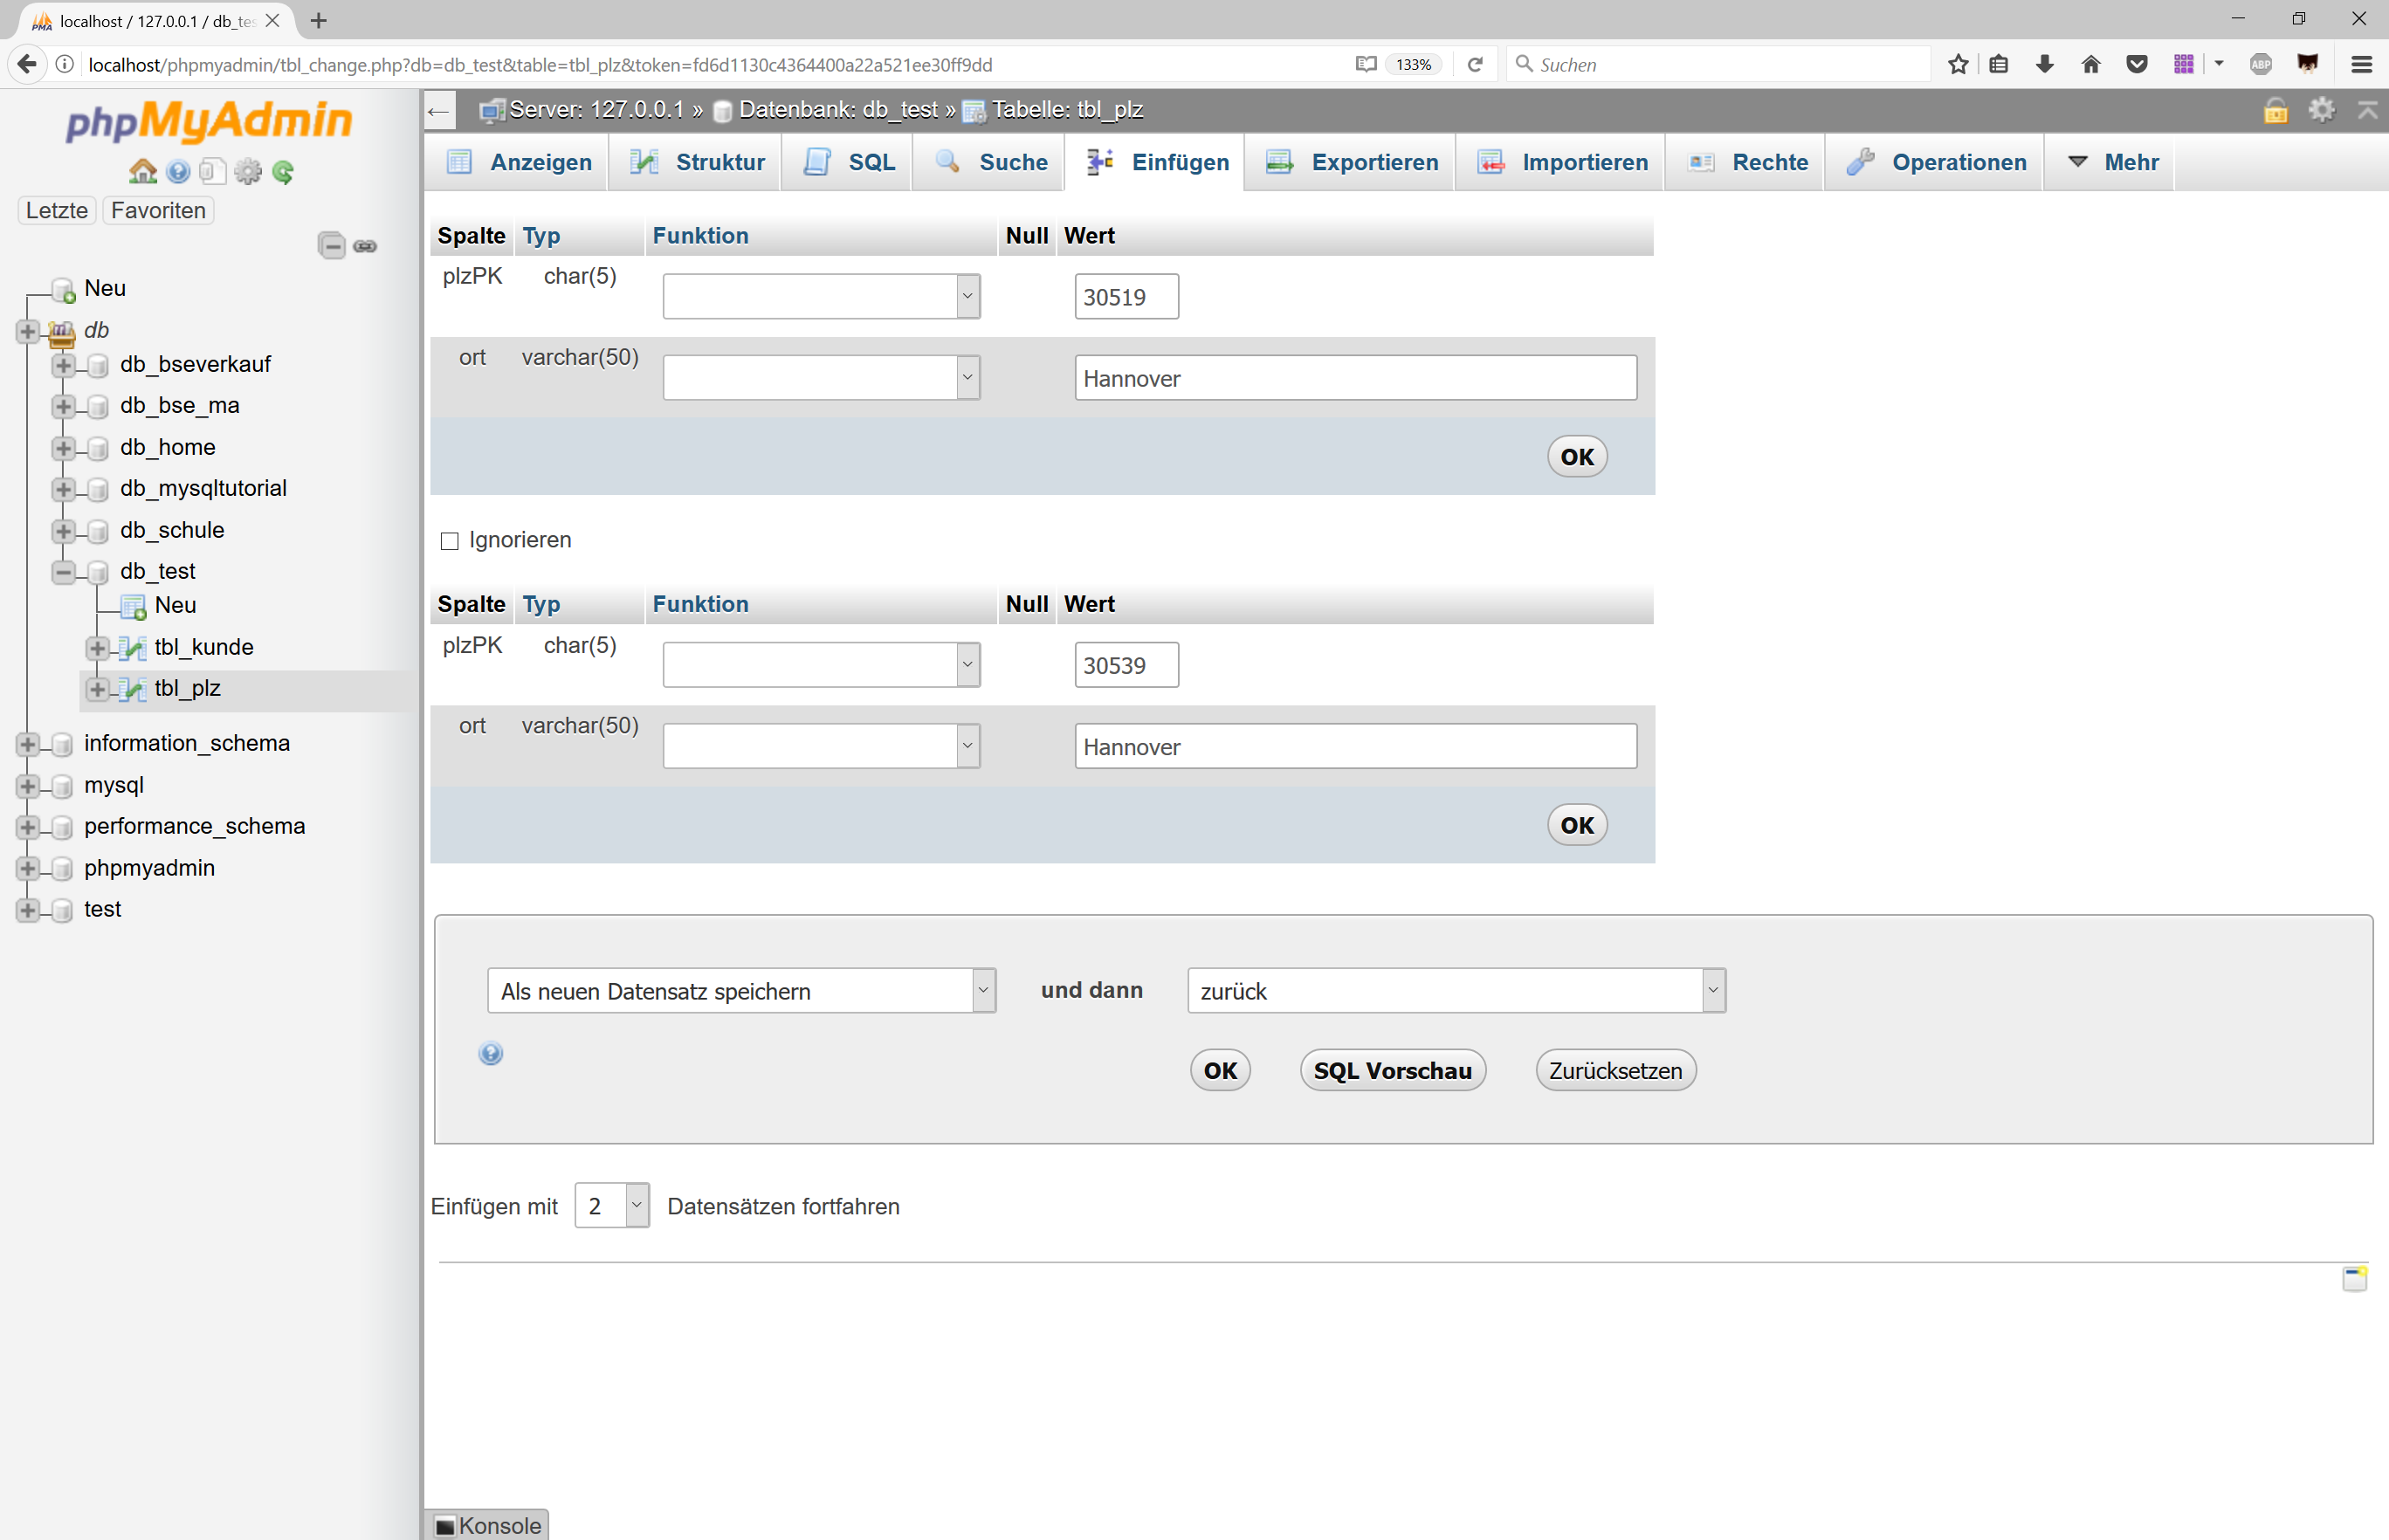 localhost / 127.0.0.1 / db_tes
localhost/phpmyadmin/tbl_change.php?db=db_test&table=tbl_plz&token=fd6d1130c4364400a22a521ee30ff9dd
133%
Suchen
ABP
phpMyAdmin
Letzte Favoriten
Neu
db
db_bseverkauf
db_bse_ma
db_home
db_mysqltutorial
db_schule
db_test
Neu
tbl_kunde
tbl_plz
information_schema
mysql
performance_schema
phpmyadmin
test
Server: 127.0.0.1 » Datenbank: db_test » Tabelle: tbl_plz
Anzeigen Struktur SQL Suche Einfügen Exportieren Importieren Rechte Operationen Mehr
Spalte Typ Funktion Null Wert
plzPK char(5) 30519
ort varchar(50) Hannover
OK
Ignorieren
Spalte Typ Funktion Null Wert
plzPK char(5) 30539
ort varchar(50) Hannover
OK
Als neuen Datensatz speichern und dann zurück
OK SQL Vorschau Zurücksetzen
Einfügen mit 2 Datensätzen fortfahren
Konsole